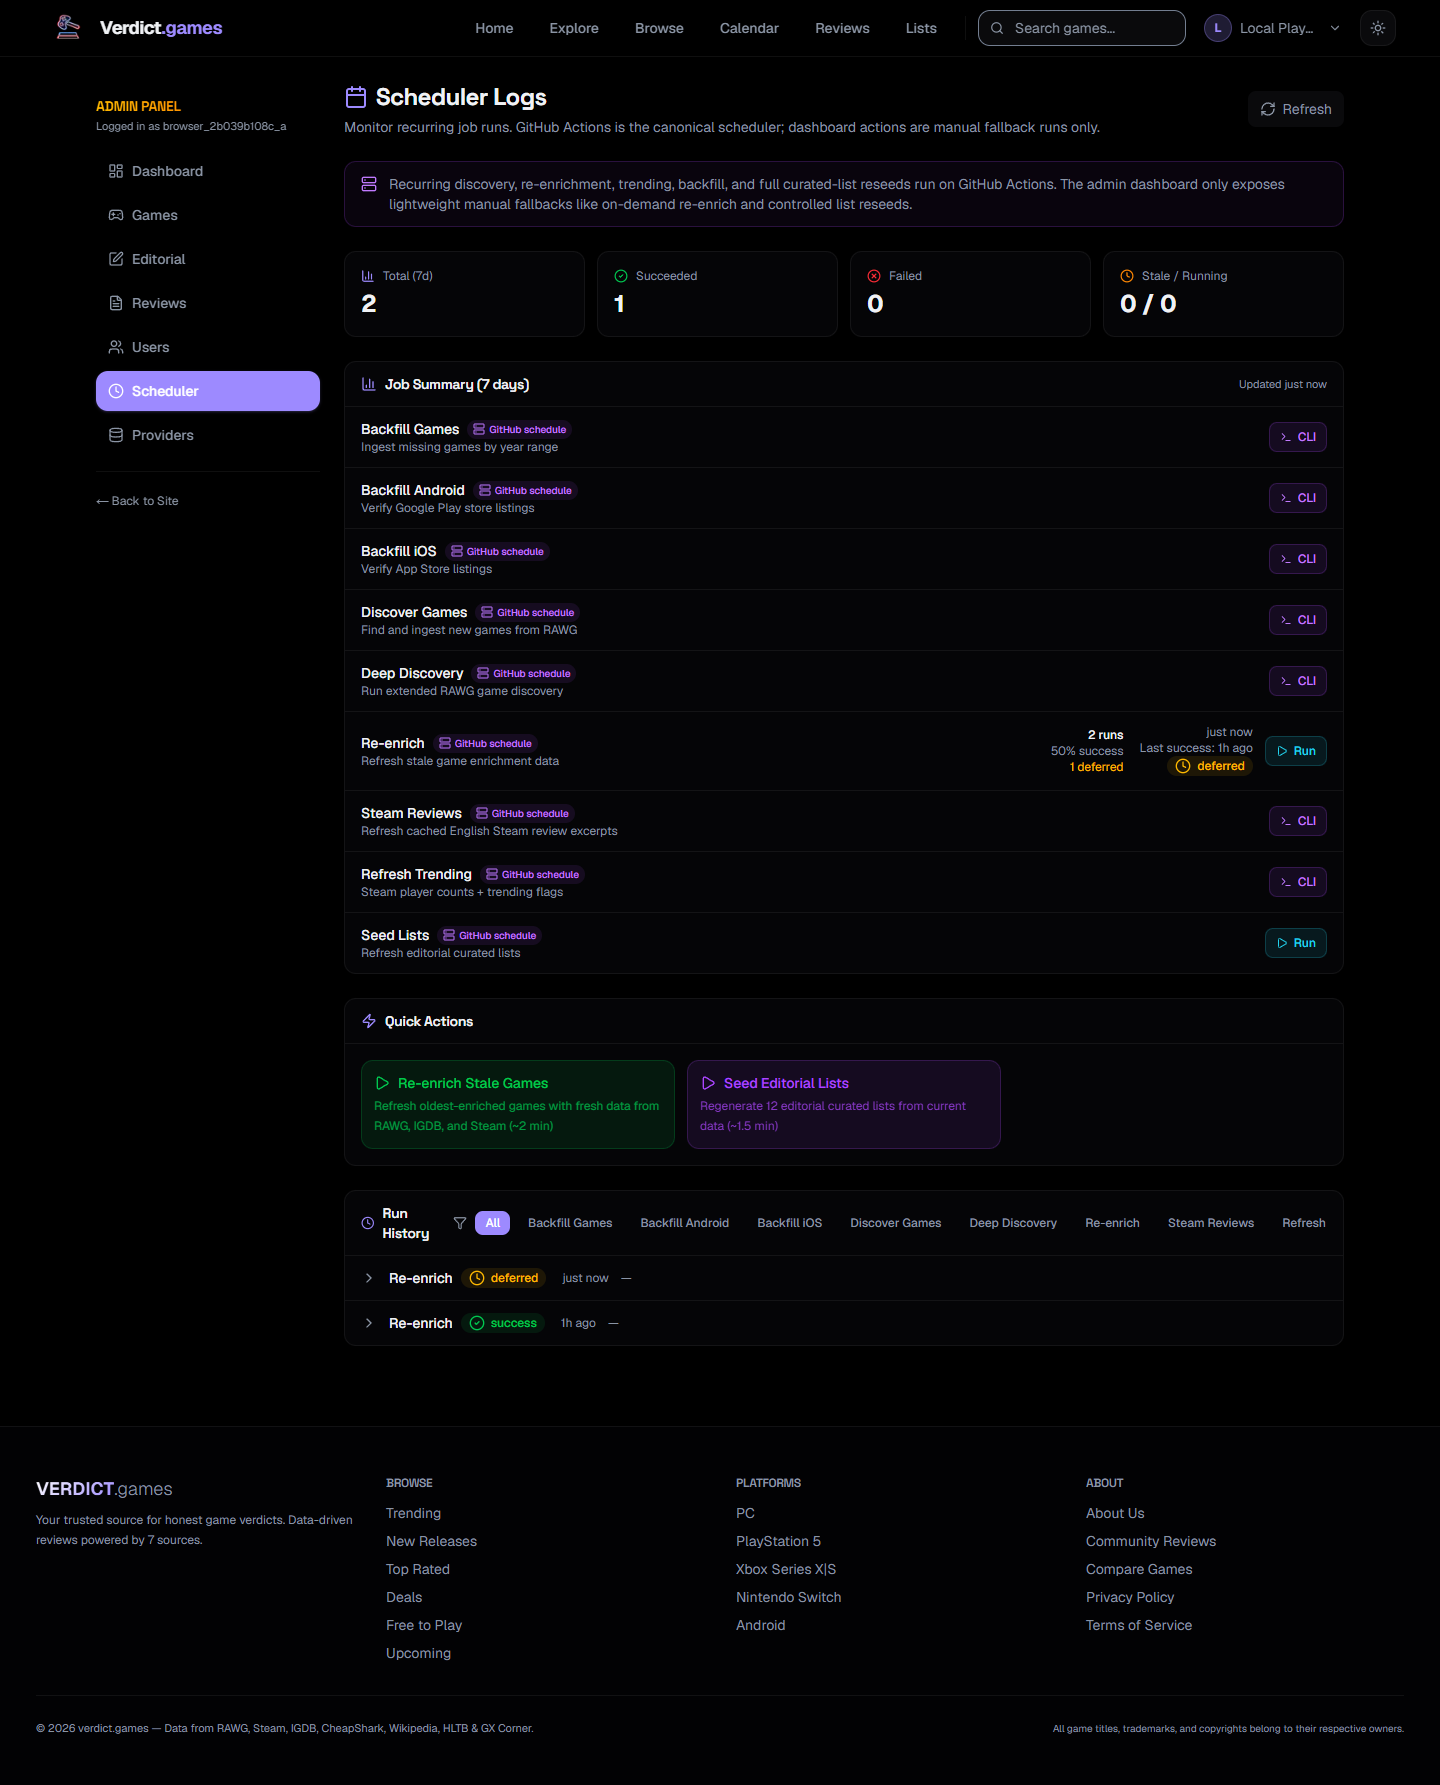 Verdict.games
Home
Explore
Browse
Calendar
Reviews
Lists
Search games...
L
Local Play...
ADMIN PANEL
Logged in as browser_2b039b108c_a
Dashboard
Games
Editorial
Reviews
Users
Scheduler
Providers
← Back to Site
Scheduler Logs
Monitor recurring job runs. GitHub Actions is the canonical scheduler; dashboard actions are manual fallback runs only.
Refresh
Recurring discovery, re-enrichment, trending, backfill, and full curated-list reseeds run on GitHub Actions. The admin dashboard only exposes
lightweight manual fallbacks like on-demand re-enrich and controlled list reseeds.
Total (7d)
2
Succeeded
1
Failed
0
Stale / Running
0 / 0
Job Summary (7 days)
Updated just now
Backfill Games
GitHub schedule
Ingest missing games by year range
CLI
Backfill Android
GitHub schedule
Verify Google Play store listings
CLI
Backfill iOS
GitHub schedule
Verify App Store listings
CLI
Discover Games
GitHub schedule
Find and ingest new games from RAWG
CLI
Deep Discovery
GitHub schedule
Run extended RAWG game discovery
CLI
Re-enrich
GitHub schedule
Refresh stale game enrichment data
2 runs
50% success
1 deferred
just now
Last success: 1h ago
deferred
Run
Steam Reviews
GitHub schedule
Refresh cached English Steam review excerpts
CLI
Refresh Trending
GitHub schedule
Steam player counts + trending flags
CLI
Seed Lists
GitHub schedule
Refresh editorial curated lists
Run
Quick Actions
Re-enrich Stale Games
Refresh oldest-enriched games with fresh data from
RAWG, IGDB, and Steam (~2 min)
Seed Editorial Lists
Regenerate 12 editorial curated lists from current
data (~1.5 min)
Run
History
All
Backfill Games
Backfill Android
Backfill iOS
Discover Games
Deep Discovery
Re-enrich
Steam Reviews
Refresh
Re-enrich
deferred
just now
—
Re-enrich
success
1h ago
—
VERDICT.games
Your trusted source for honest game verdicts. Data-driven
reviews powered by 7 sources.
BROWSE
Trending
New Releases
Top Rated
Deals
Free to Play
Upcoming
PLATFORMS
PC
PlayStation 5
Xbox Series X|S
Nintendo Switch
Android
ABOUT
About Us
Community Reviews
Compare Games
Privacy Policy
Terms of Service
© 2026 verdict.games — Data from RAWG, Steam, IGDB, CheapShark, Wikipedia, HLTB & GX Corner.
All game titles, trademarks, and copyrights belong to their respective owners.